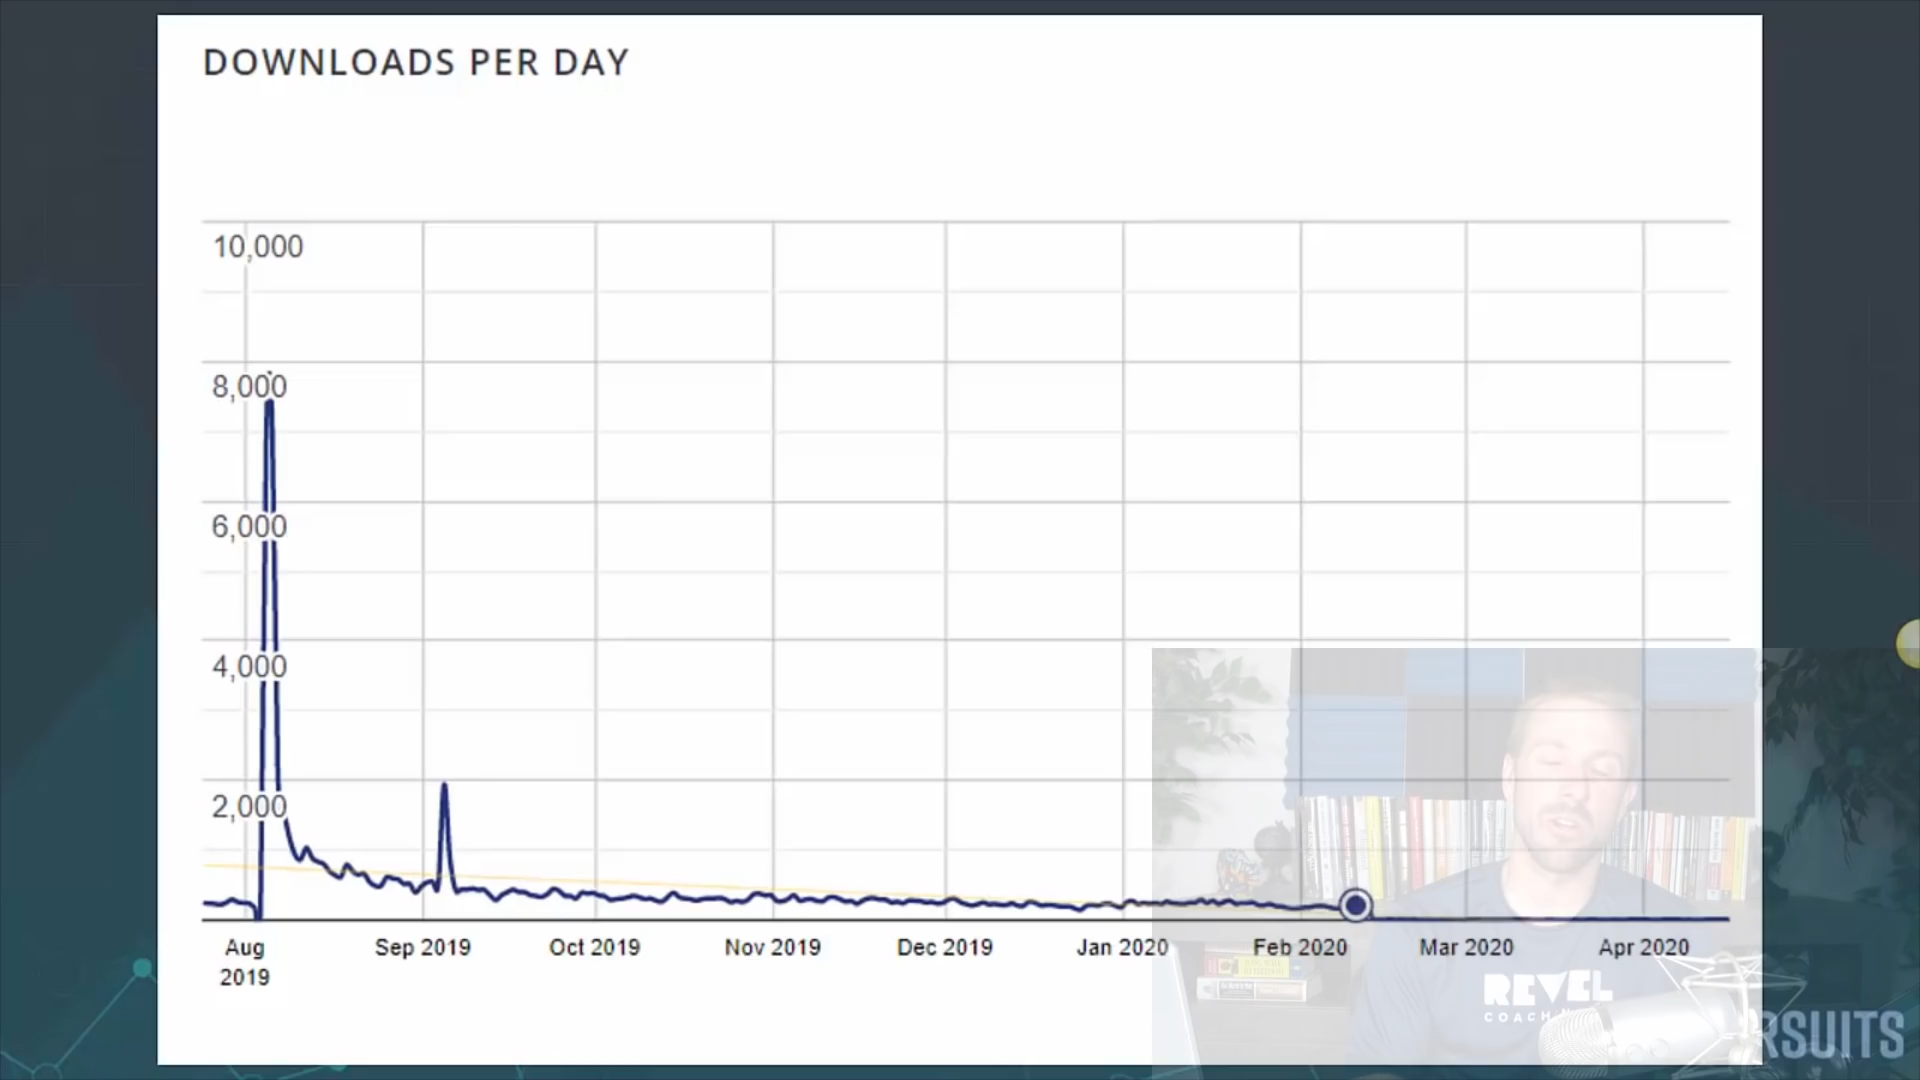 DOWNLOADS PER DAY
10,000
8,000
6,000
4,000
2,000
Aug 2019
Sep 2019
Oct 2019
Nov 2019
Dec 2019
Jan 2020
Feb 2020
Mar 2020
Apr 2020
REVEL
COACH
RSUITS